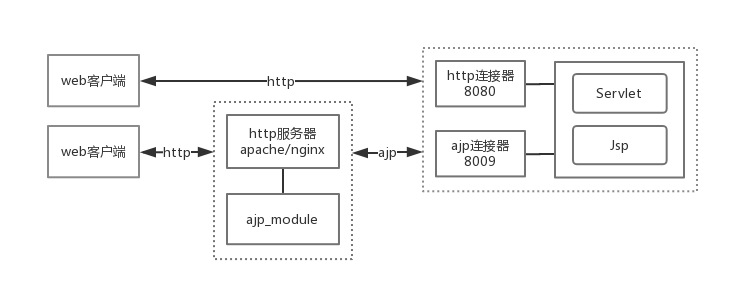 web客户端
http
http连接器
8080
Servlet
web客户端
http
http服务器
apache/nginx
ajp
ajp连接器
8009
Jsp
ajp_module